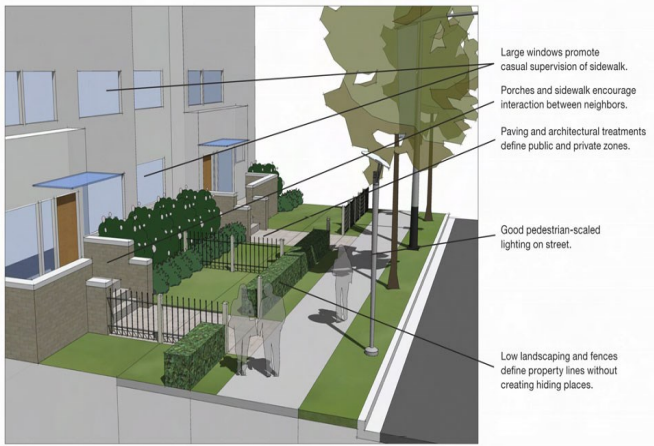 Large windows promote
casual supervision of sidewalk.
Porches and sidewalk encourage
interaction between neighbors.
Paving and architectural treatments
define public and private zones.
Good pedestrian-scaled
lighting on street.
Low landscaping and fences
define property lines without
creating hiding places.